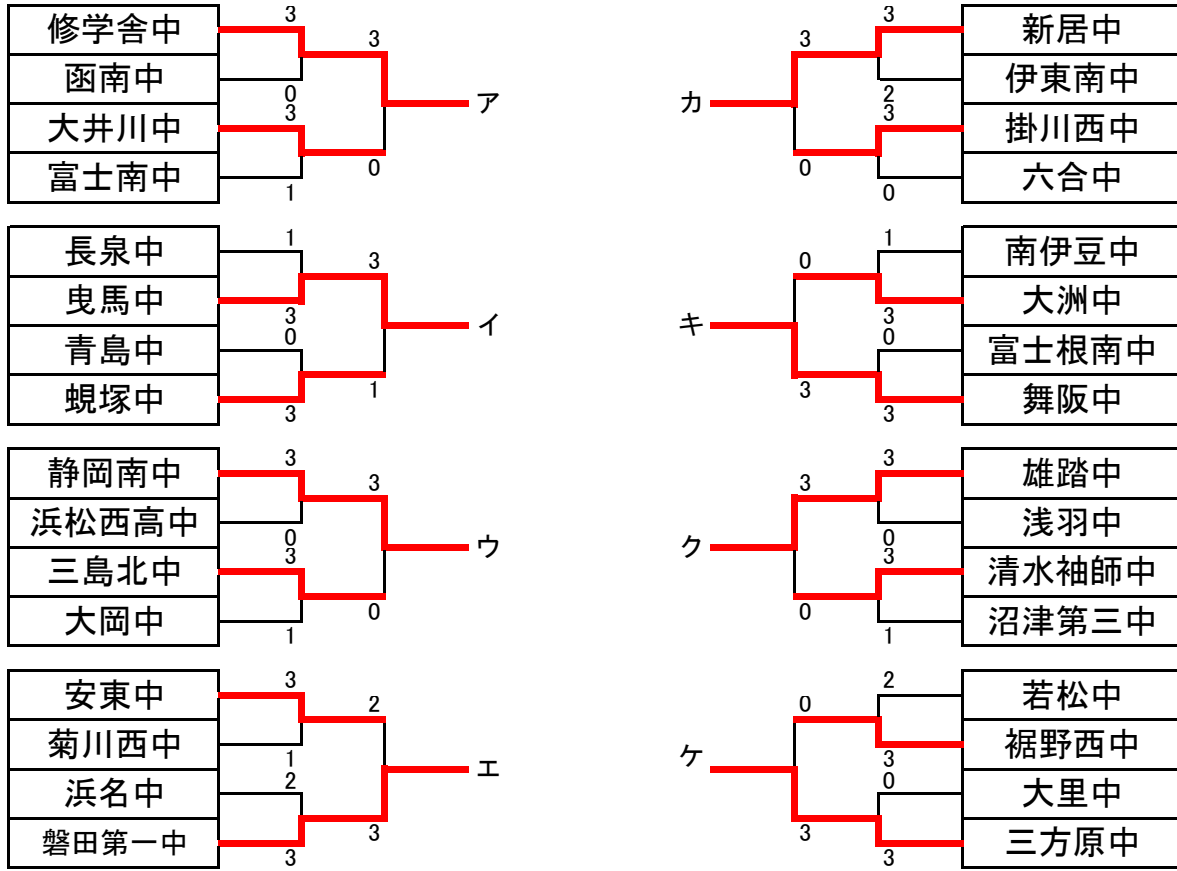 修学舎中
函南中
大井川中
富士南中
3
0
3
1
3
0
ア
長泉中
曳馬中
青島中
蜆塚中
1
3
0
3
3
1
イ
静岡南中
浜松西高中
三島北中
大岡中
3
0
3
1
3
0
ウ
安東中
菊川西中
浜名中
磐田第一中
3
1
2
3
2
3
エ
カ
3
0
3
2
3
0
新居中
伊東南中
掛川西中
六合中
キ
0
3
1
3
0
3
南伊豆中
大洲中
富士根南中
舞阪中
ク
3
0
3
0
3
1
雄踏中
浅羽中
清水袖師中
沼津第三中
ケ
0
3
2
3
0
3
若松中
裾野西中
大里中
三方原中